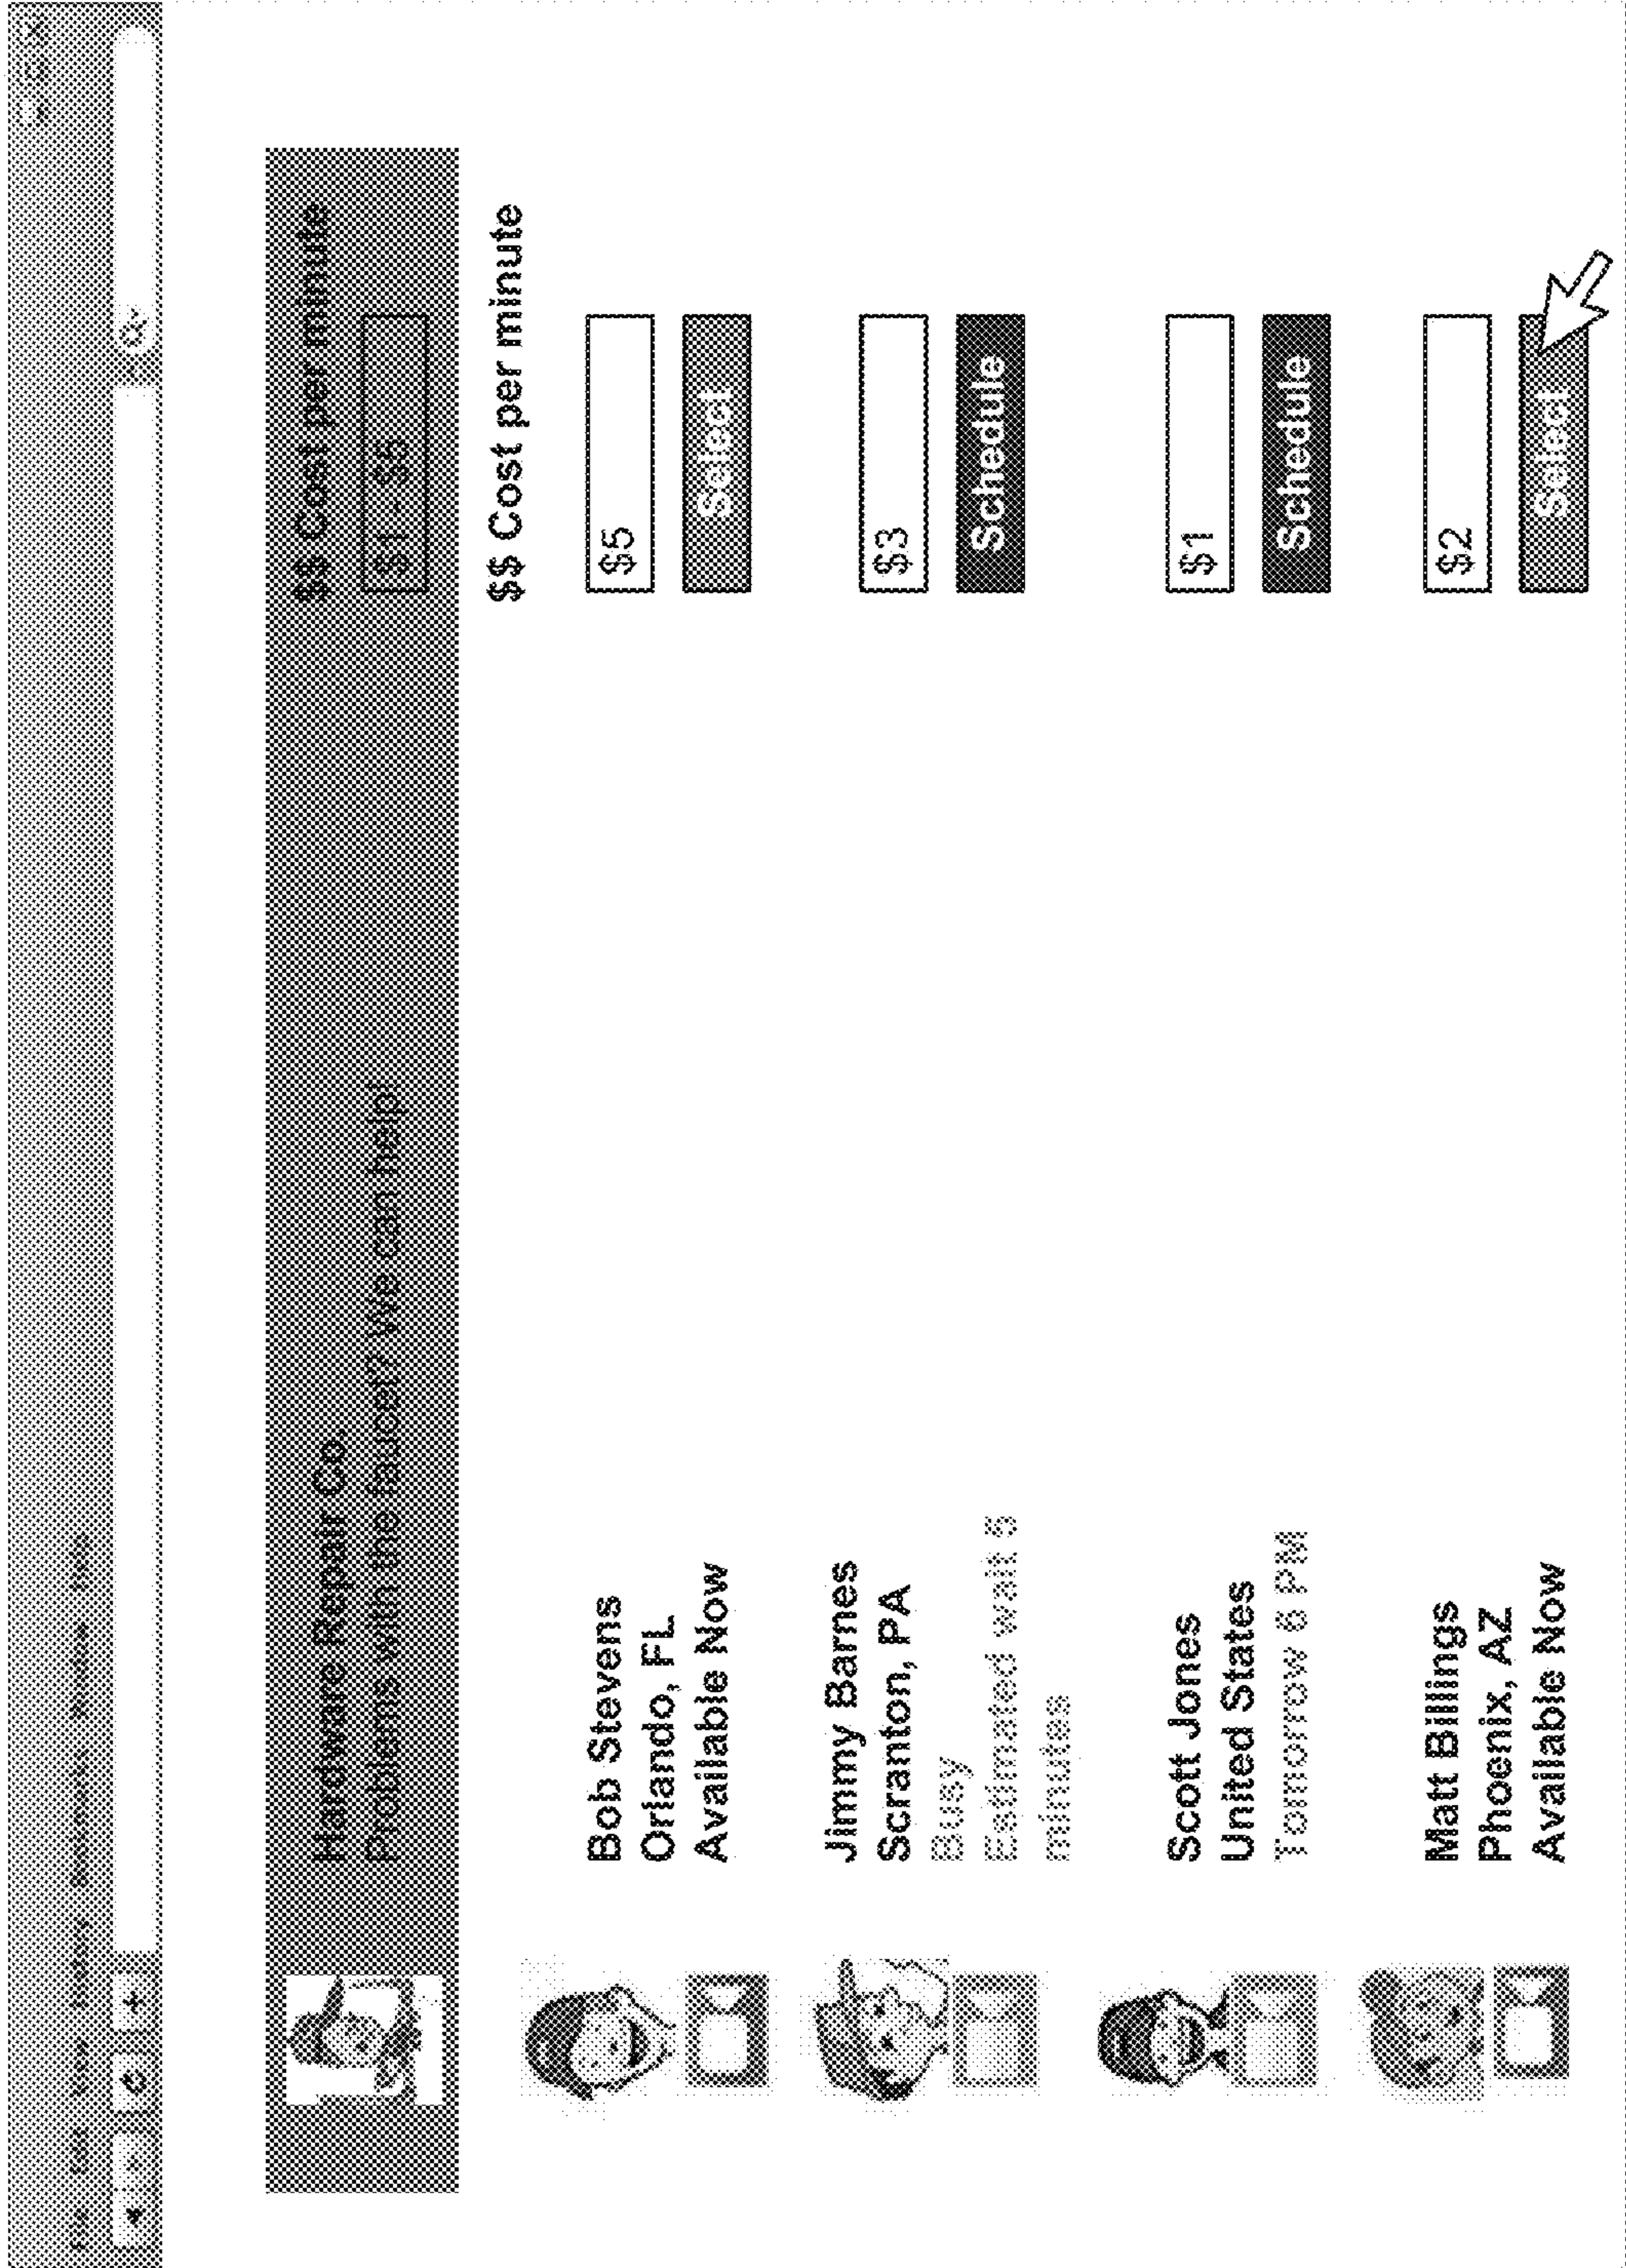 Hardware Repair Co.
Problems with the faucet? We can help!
$$ Cost per minute
$1 - $5
$$ Cost per minute
Bob Stevens
Orlando, FL
Available Now
$5
Select
Jimmy Barnes
Scranton, PA
Busy
Estimated wait 5
minutes
$3
Schedule
Scott Jones
United States
Tomorrow 6 PM
$1
Schedule
Matt Billings
Phoenix, AZ
Available Now
$2
Select